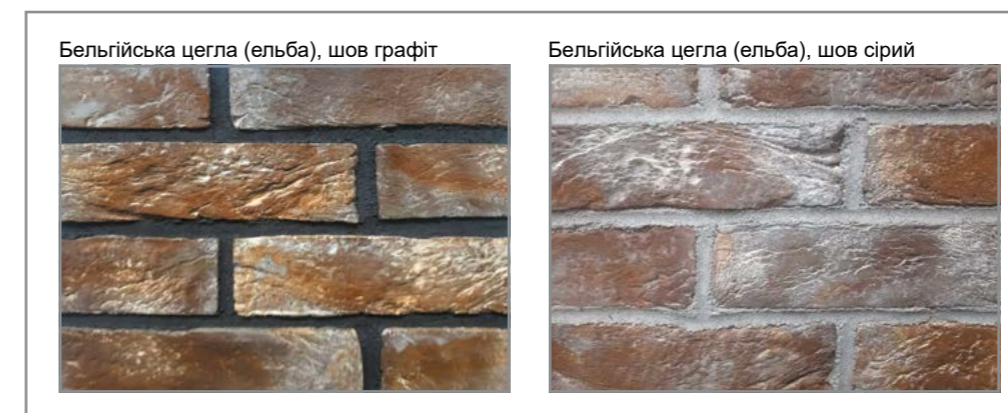 Бельгійська цегла (ельба), шов графіт
Бельгійська цегла (ельба), шов сірий